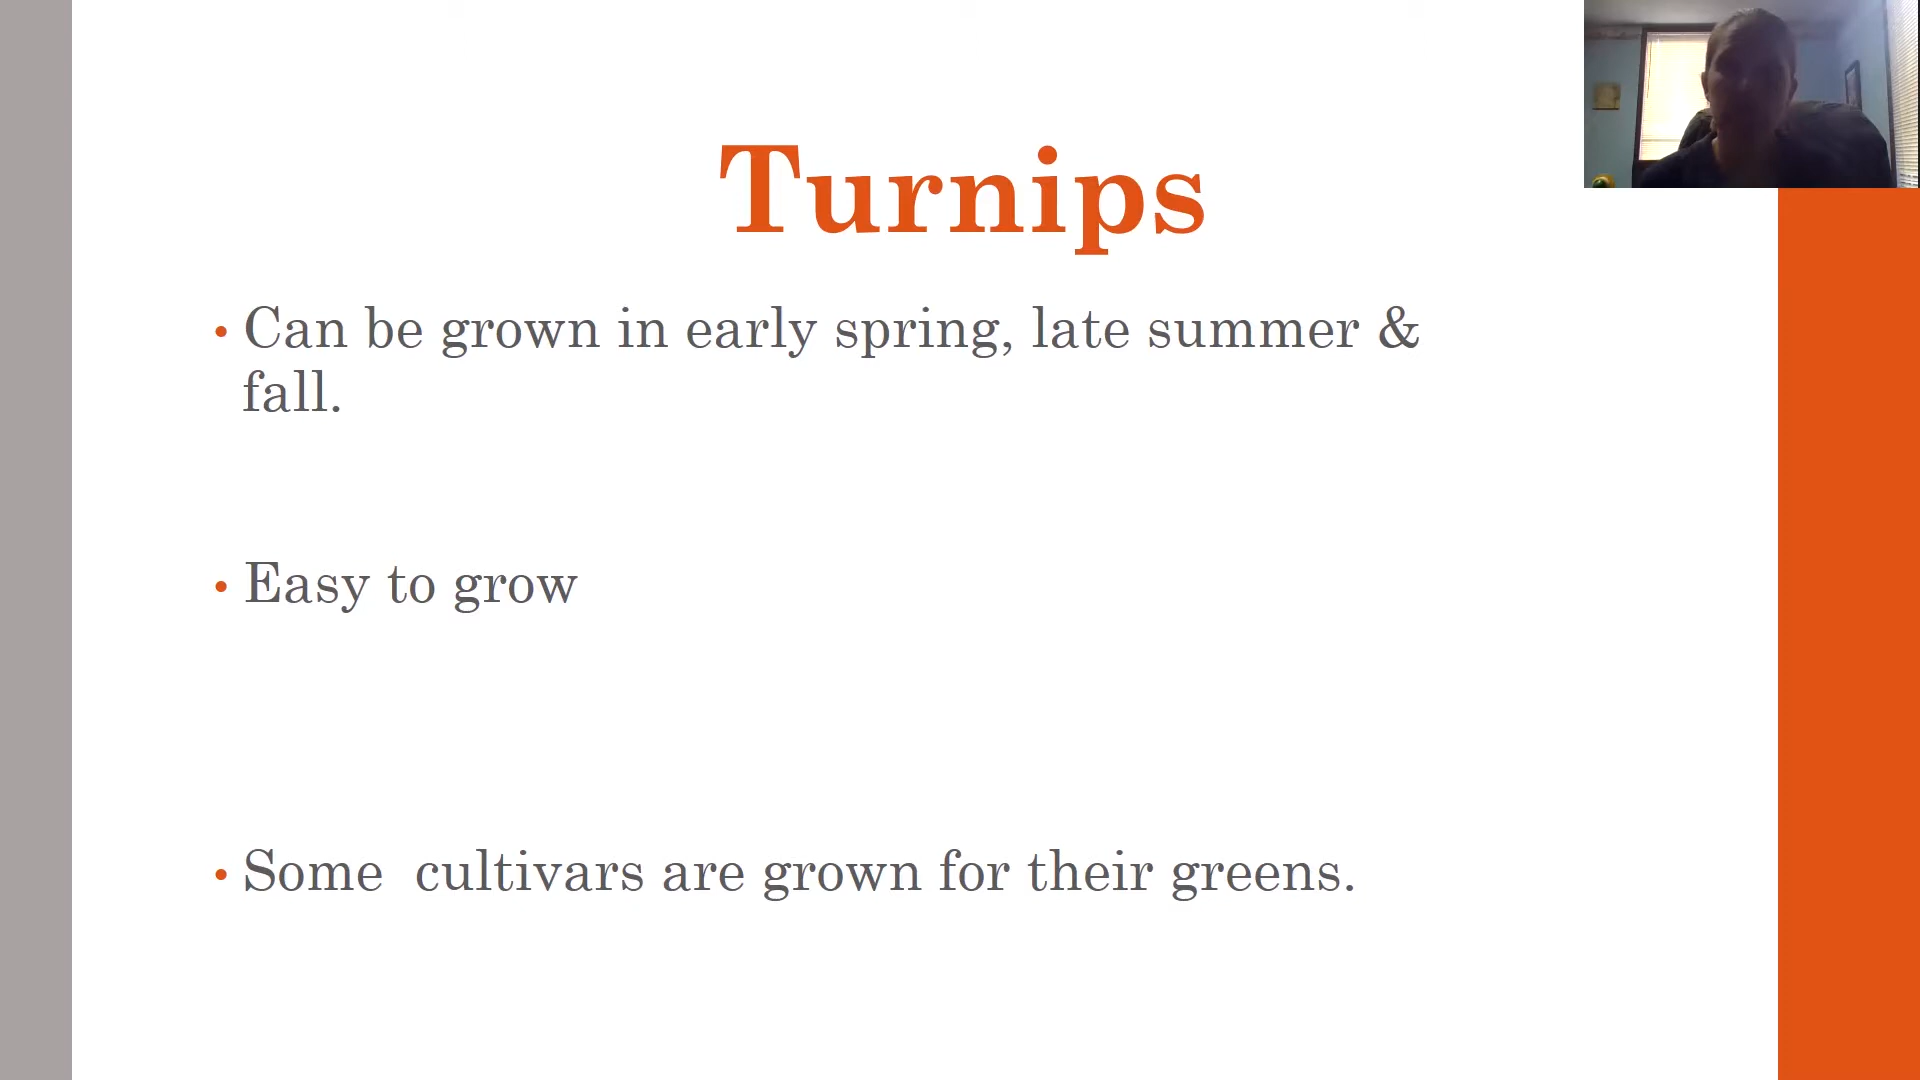 Turnips
• Can be grown in early spring, late summer &
fall.
• Easy to grow
• Some  cultivars are grown for their greens.